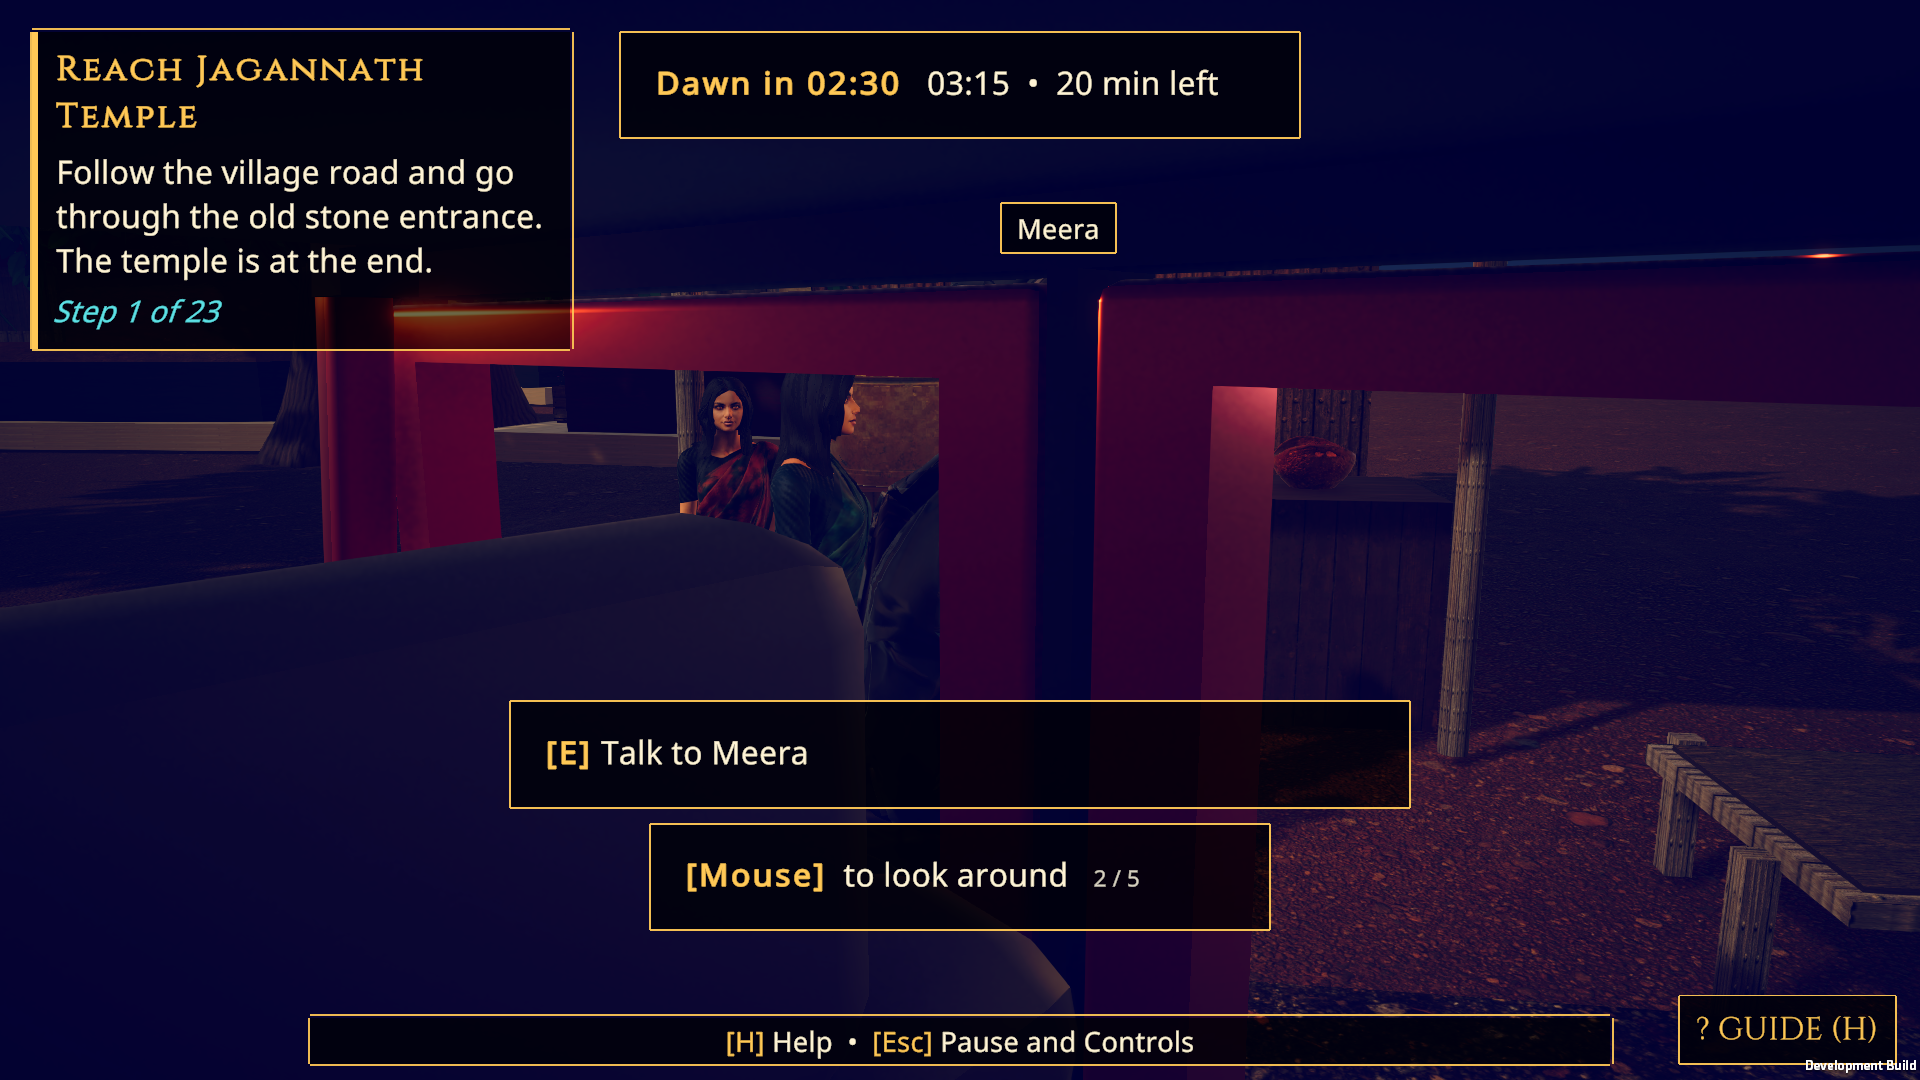 REACH JAGANNATH
TEMPLE
Follow the village road and go
through the old stone entrance.
The temple is at the end.
Step 1 of 23
Dawn in 02:30 03:15 • 20 min left
Meera
[E] Talk to Meera
[Mouse] to look around 2 / 5
[H] Help • [Esc] Pause and Controls
? GUIDE (H)
Development Build